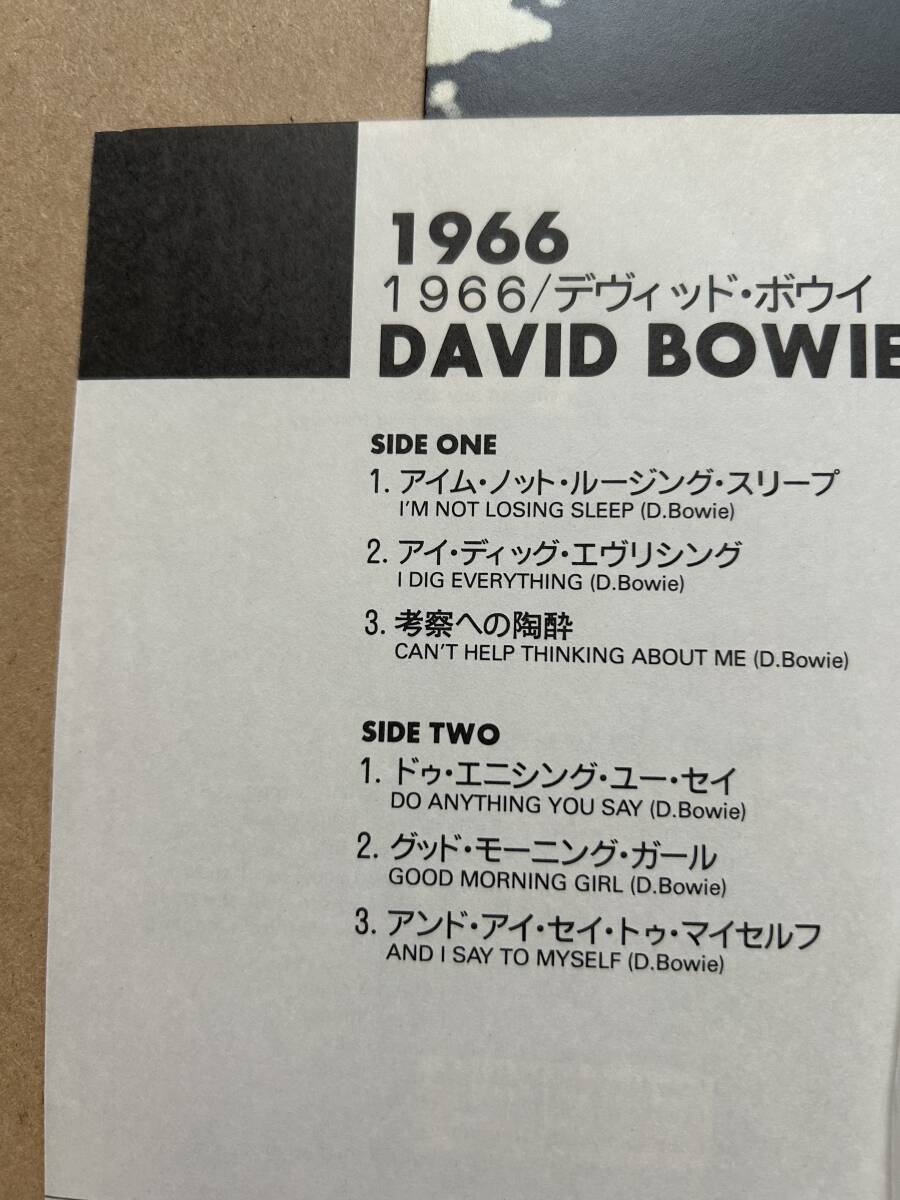 1966
1966/デヴィッド・ボウイ
DAVID BOWIE
SIDE ONE
1. アイム・ノット・ルージング・スリープ
I'M NOT LOSING SLEEP (D.Bowie)
2. アイ・ディッグ・エヴリシング
I DIG EVERYTHING (D.Bowie)
3. 考察への陶酔
CAN'T HELP THINKING ABOUT ME (D.Bowie)
SIDE TWO
1. ドゥ・エニシング・ユー・セイ
DO ANYTHING YOU SAY (D.Bowie)
2. グッド・モーニング・ガール
GOOD MORNING GIRL (D.Bowie)
3. アンド・アイ・セイ・トゥ・マイセルフ
AND I SAY TO MYSELF (D.Bowie)